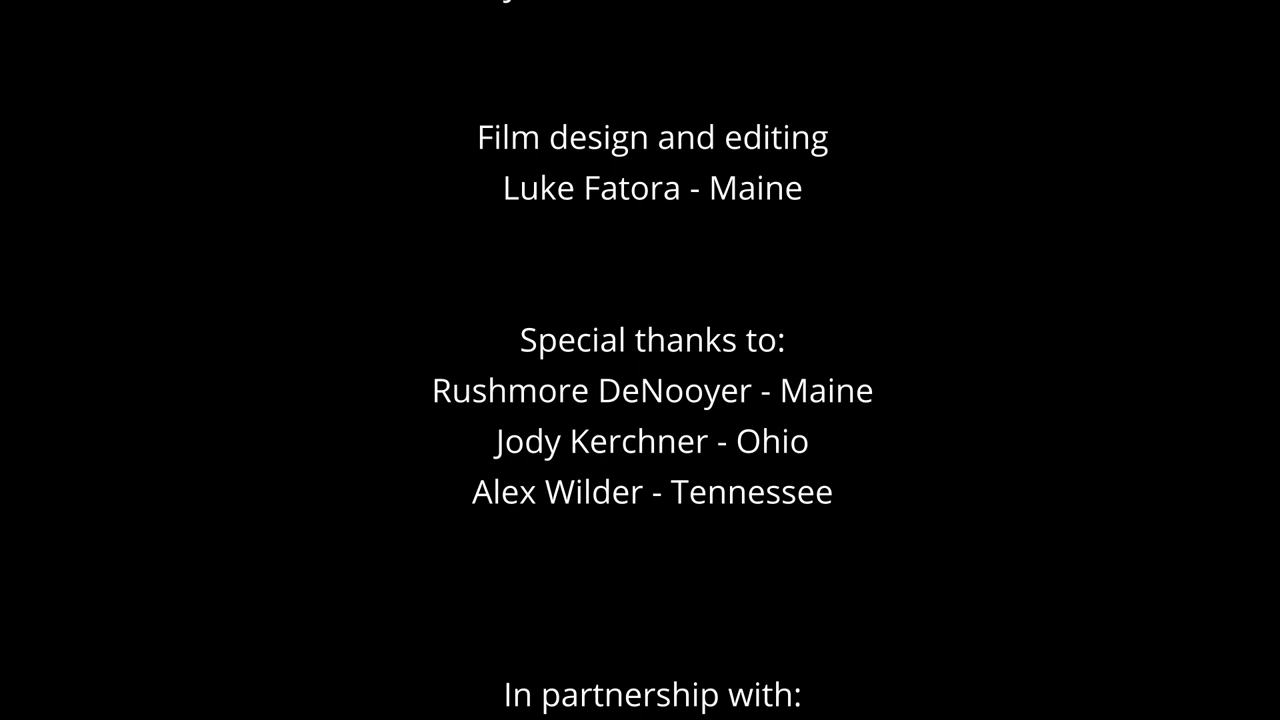 Film design and editing
Luke Fatora - Maine
Special thanks to:
Rushmore DeNooyer - Maine
Jody Kerchner - Ohio
Alex Wilder - Tennessee
In partnership with: